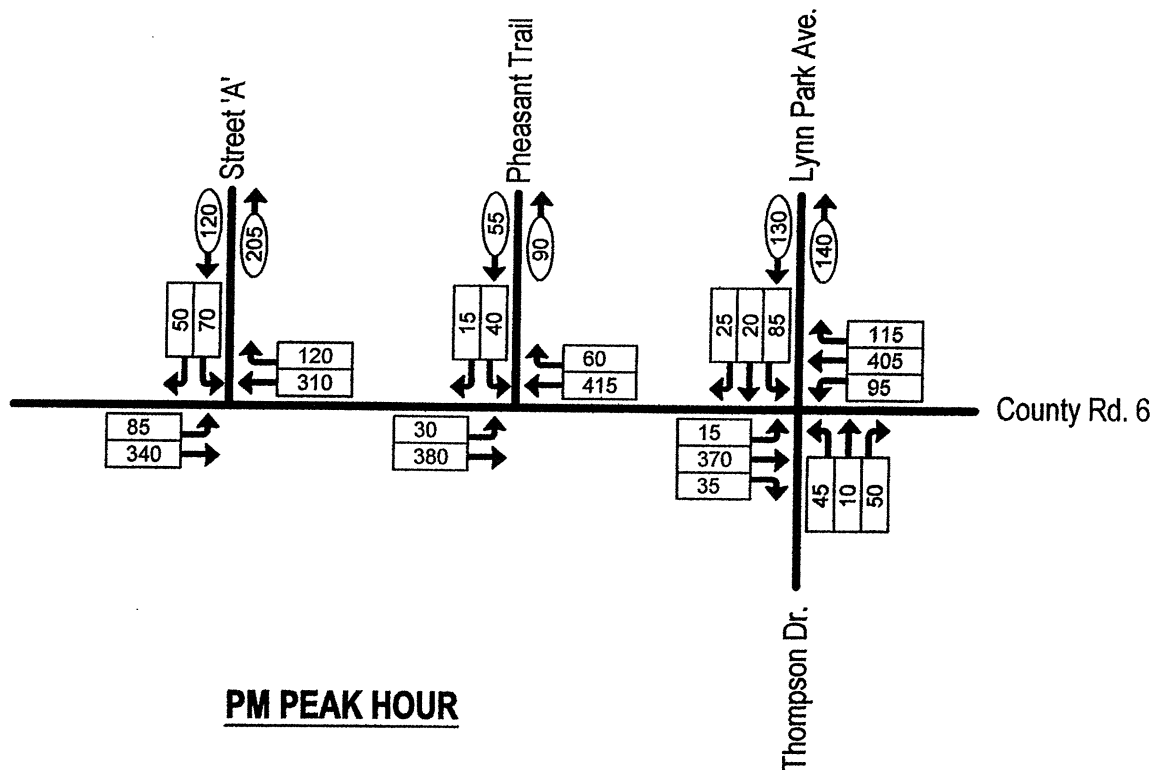 Street 'A'
Pheasant Trail
Lynn Park Ave.
120
205
55
90
130
140
50 70
15 40
25 20 85
120
310
60
415
115
405
95
County Rd. 6
85
340
30
380
15
370
35
45 10 50
Thompson Dr.
PM PEAK HOUR